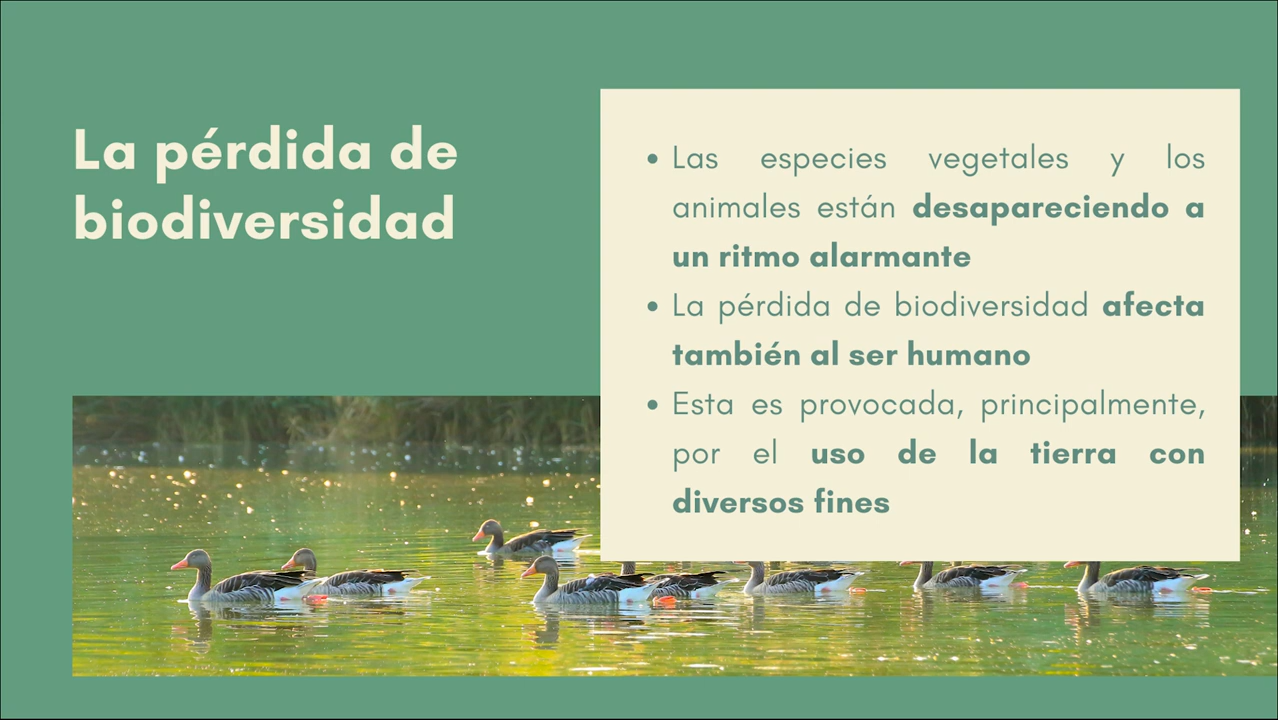 La pérdida de
biodiversidad
• Las especies vegetales y los
animales están desapareciendo a
un ritmo alarmante
• La pérdida de biodiversidad afecta
también al ser humano
• Esta es provocada, principalmente,
por el uso de la tierra con
diversos fines